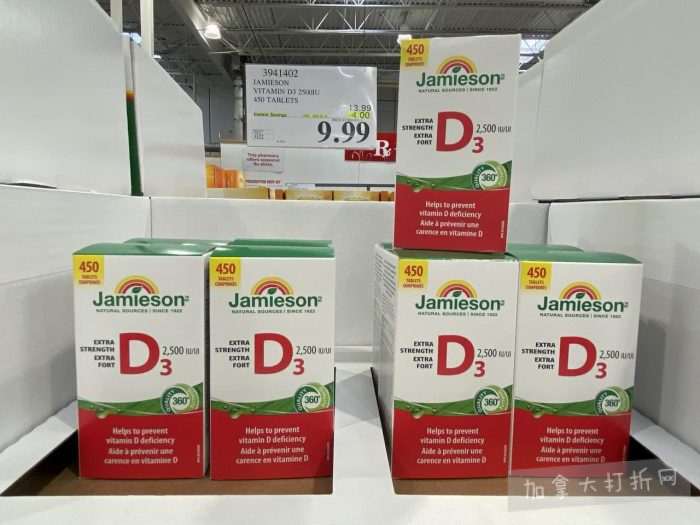 3941402
JAMIESON
VITAMIN D3 2500IU
450 TABLETS
13.99
4.00
9.99
R
450
TABLETS
COMPRIMÉS
Jamieson
NATURAL SOURCES | SINCE 1922
EXTRA
STRENGTH
EXTRA
FORT
D3
2,500 IU/UI
360°
Helps to prevent
vitamin D deficiency
Aide à prévenir une
carence en vitamine D
450
TABLETS
COMPRIMÉS
Jamieson
NATURAL SOURCES | SINCE 1922
EXTRA
STRENGTH
EXTRA
FORT
D3
2,500 IU/UI
360°
Helps to prevent
vitamin D deficiency
Aide à prévenir une
carence en vitamine D
450
TABLETS
COMPRIMÉS
Jamieson
NATURAL SOURCES | SINCE 1922
EXTRA
STRENGTH
EXTRA
FORT
D3
2,500 IU/UI
360°
Helps to prevent
vitamin D deficiency
Aide à prévenir une
carence en vitamine D
450
TABLETS
COMPRIMÉS
Jamieson
NATURAL SOURCES | SINCE 1922
EXTRA
STRENGTH
EXTRA
FORT
D3
2,500 IU/UI
360°
Helps to prevent
vitamin D deficiency
Aide à prévenir une
carence en vitamine D
450
TABLETS
COMPRIMÉS
Jamieson
NATURAL SOURCES | SINCE 1922
EXTRA
STRENGTH
EXTRA
FORT
D3
2,500 IU/UI
360°
Helps to prevent
vitamin D deficiency
Aide à prévenir une
carence en vitamine D
加拿大打折网